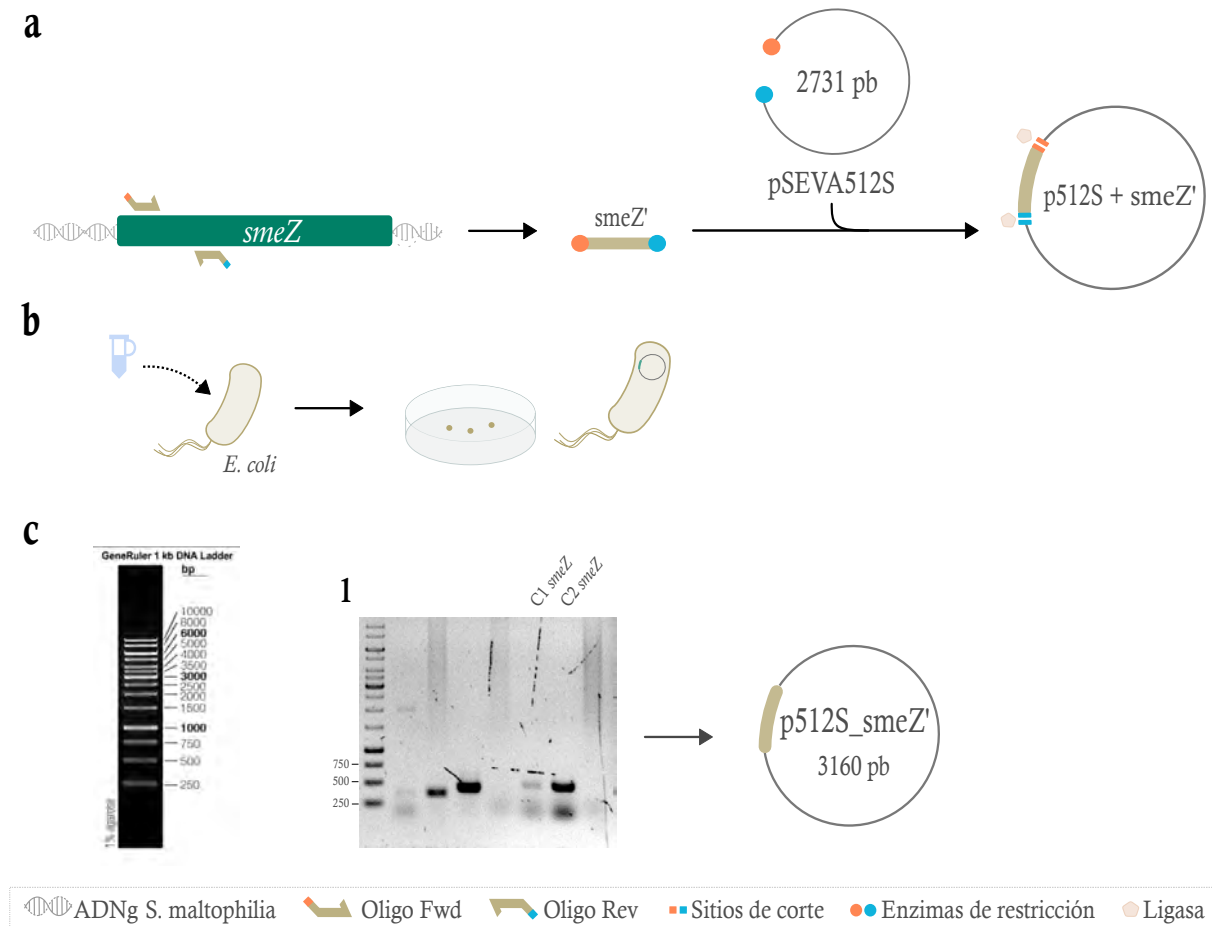 a
2731 pb
pSEVA512S
smeZ
smeZ'
p512S + smeZ'
b
E. coli
c
GeneRuler 1 kb DNA Ladder
bp
10000
8000
6000
5000
4000
3500
3000
2500
2000
1500
1000
750
500
250
1% agarose
1
C1 smeZ
C2 smeZ
750
500
250
p512S_smeZ'
3160 pb
ADNg S. maltophilia
Oligo Fwd
Oligo Rev
Sitios de corte
Enzimas de restricción
Ligasa